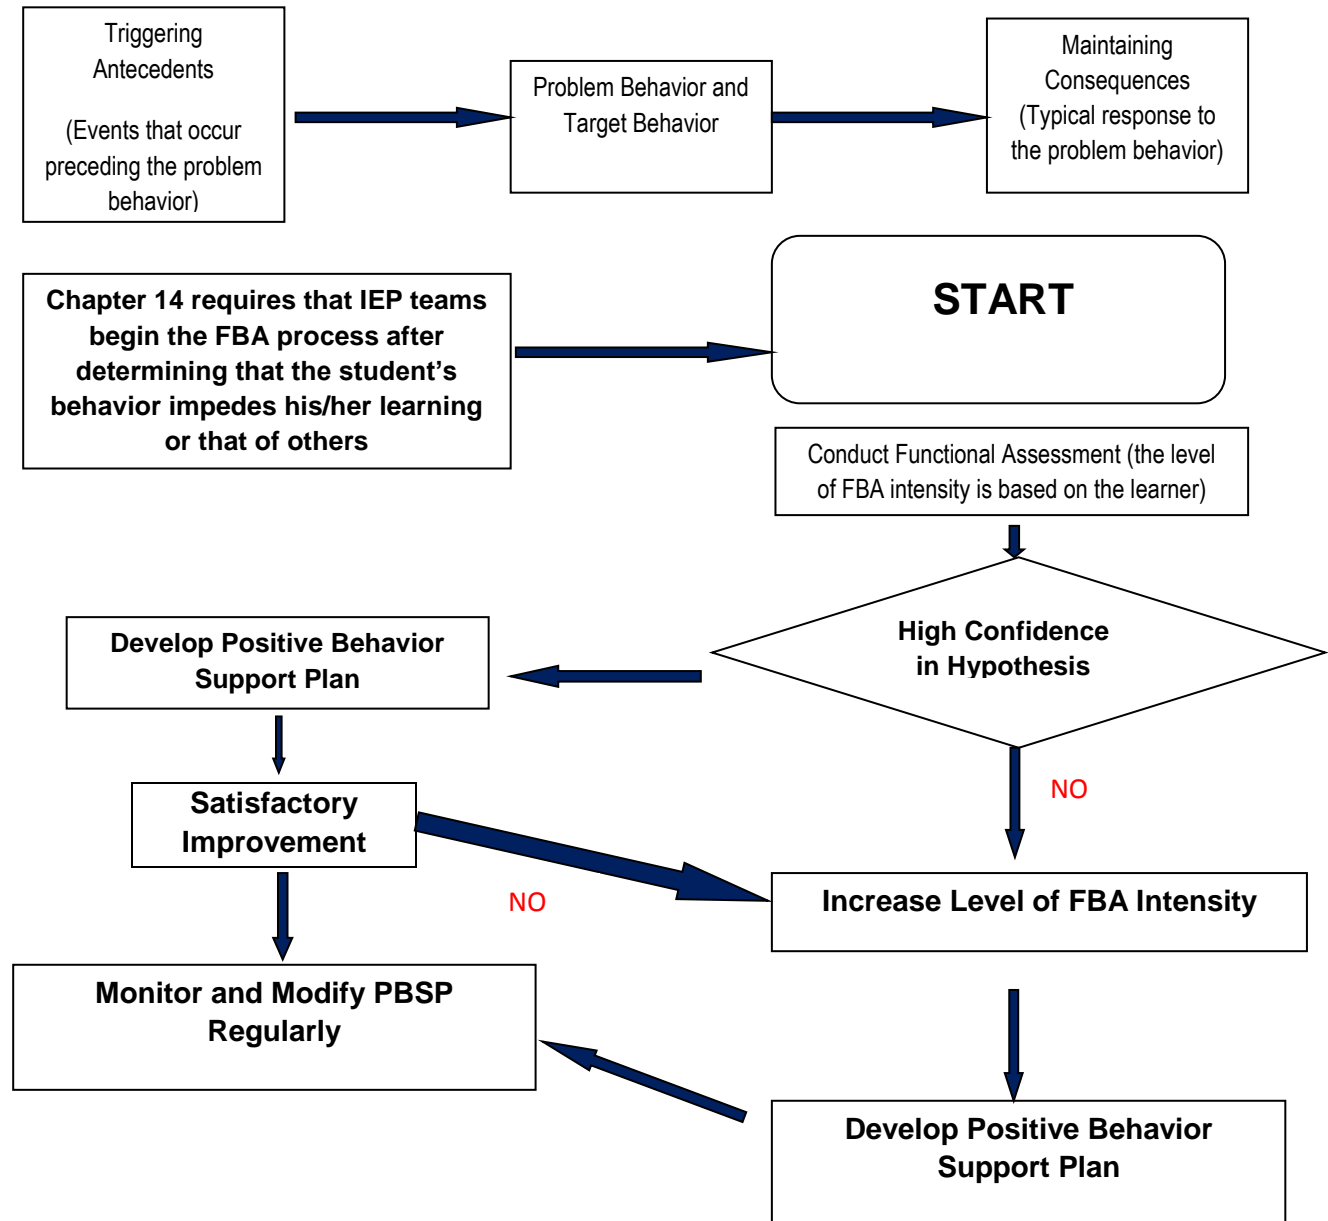 Triggering
Antecedents
(Events that occur
preceding the problem
behavior)
Problem Behavior and
Target Behavior
Maintaining
Consequences
(Typical response to
the problem behavior)
Chapter 14 requires that IEP teams
begin the FBA process after
determining that the student’s
behavior impedes his/her learning
or that of others
START
Conduct Functional Assessment (the level
of FBA intensity is based on the learner)
High Confidence
in Hypothesis
Develop Positive Behavior
Support Plan
NO
Satisfactory
Improvement
NO
Increase Level of FBA Intensity
Monitor and Modify PBSP
Regularly
Develop Positive Behavior
Support Plan